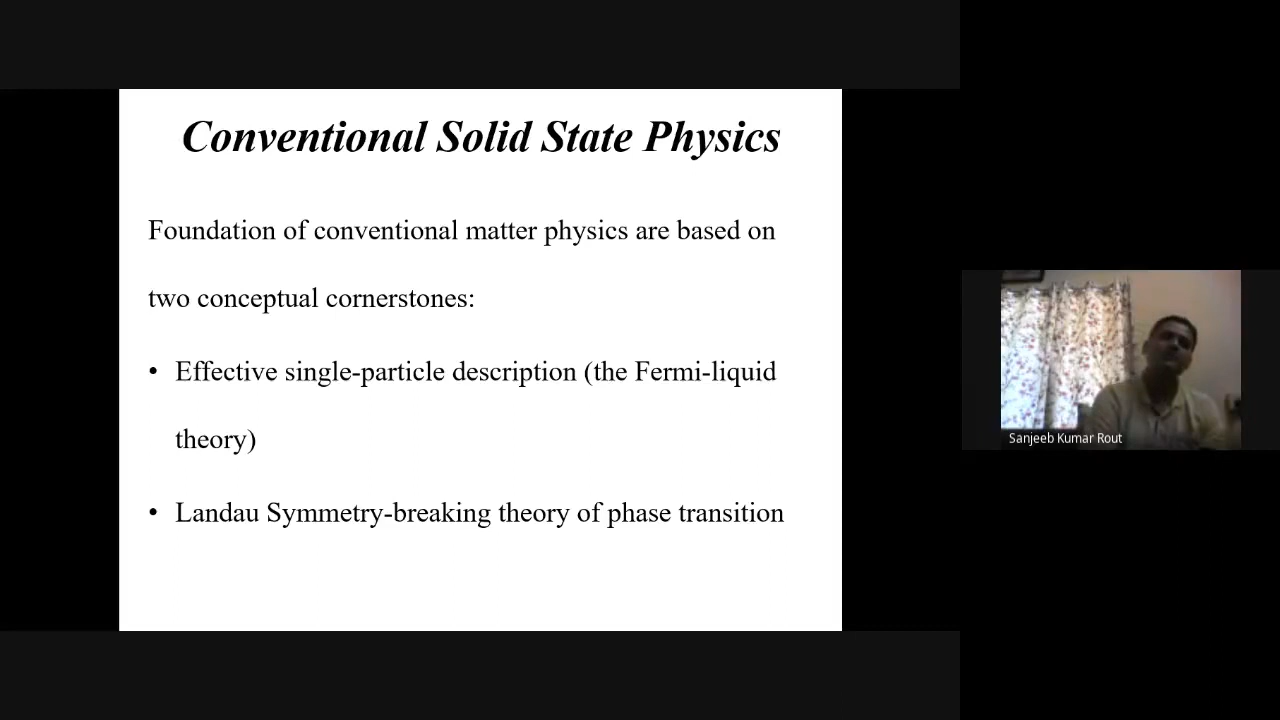 Conventional Solid State Physics
Foundation of conventional matter physics are based on
two conceptual cornerstones:
• Effective single-particle description (the Fermi-liquid
theory)
• Landau Symmetry-breaking theory of phase transition
Sanjeeb Kumar Rout